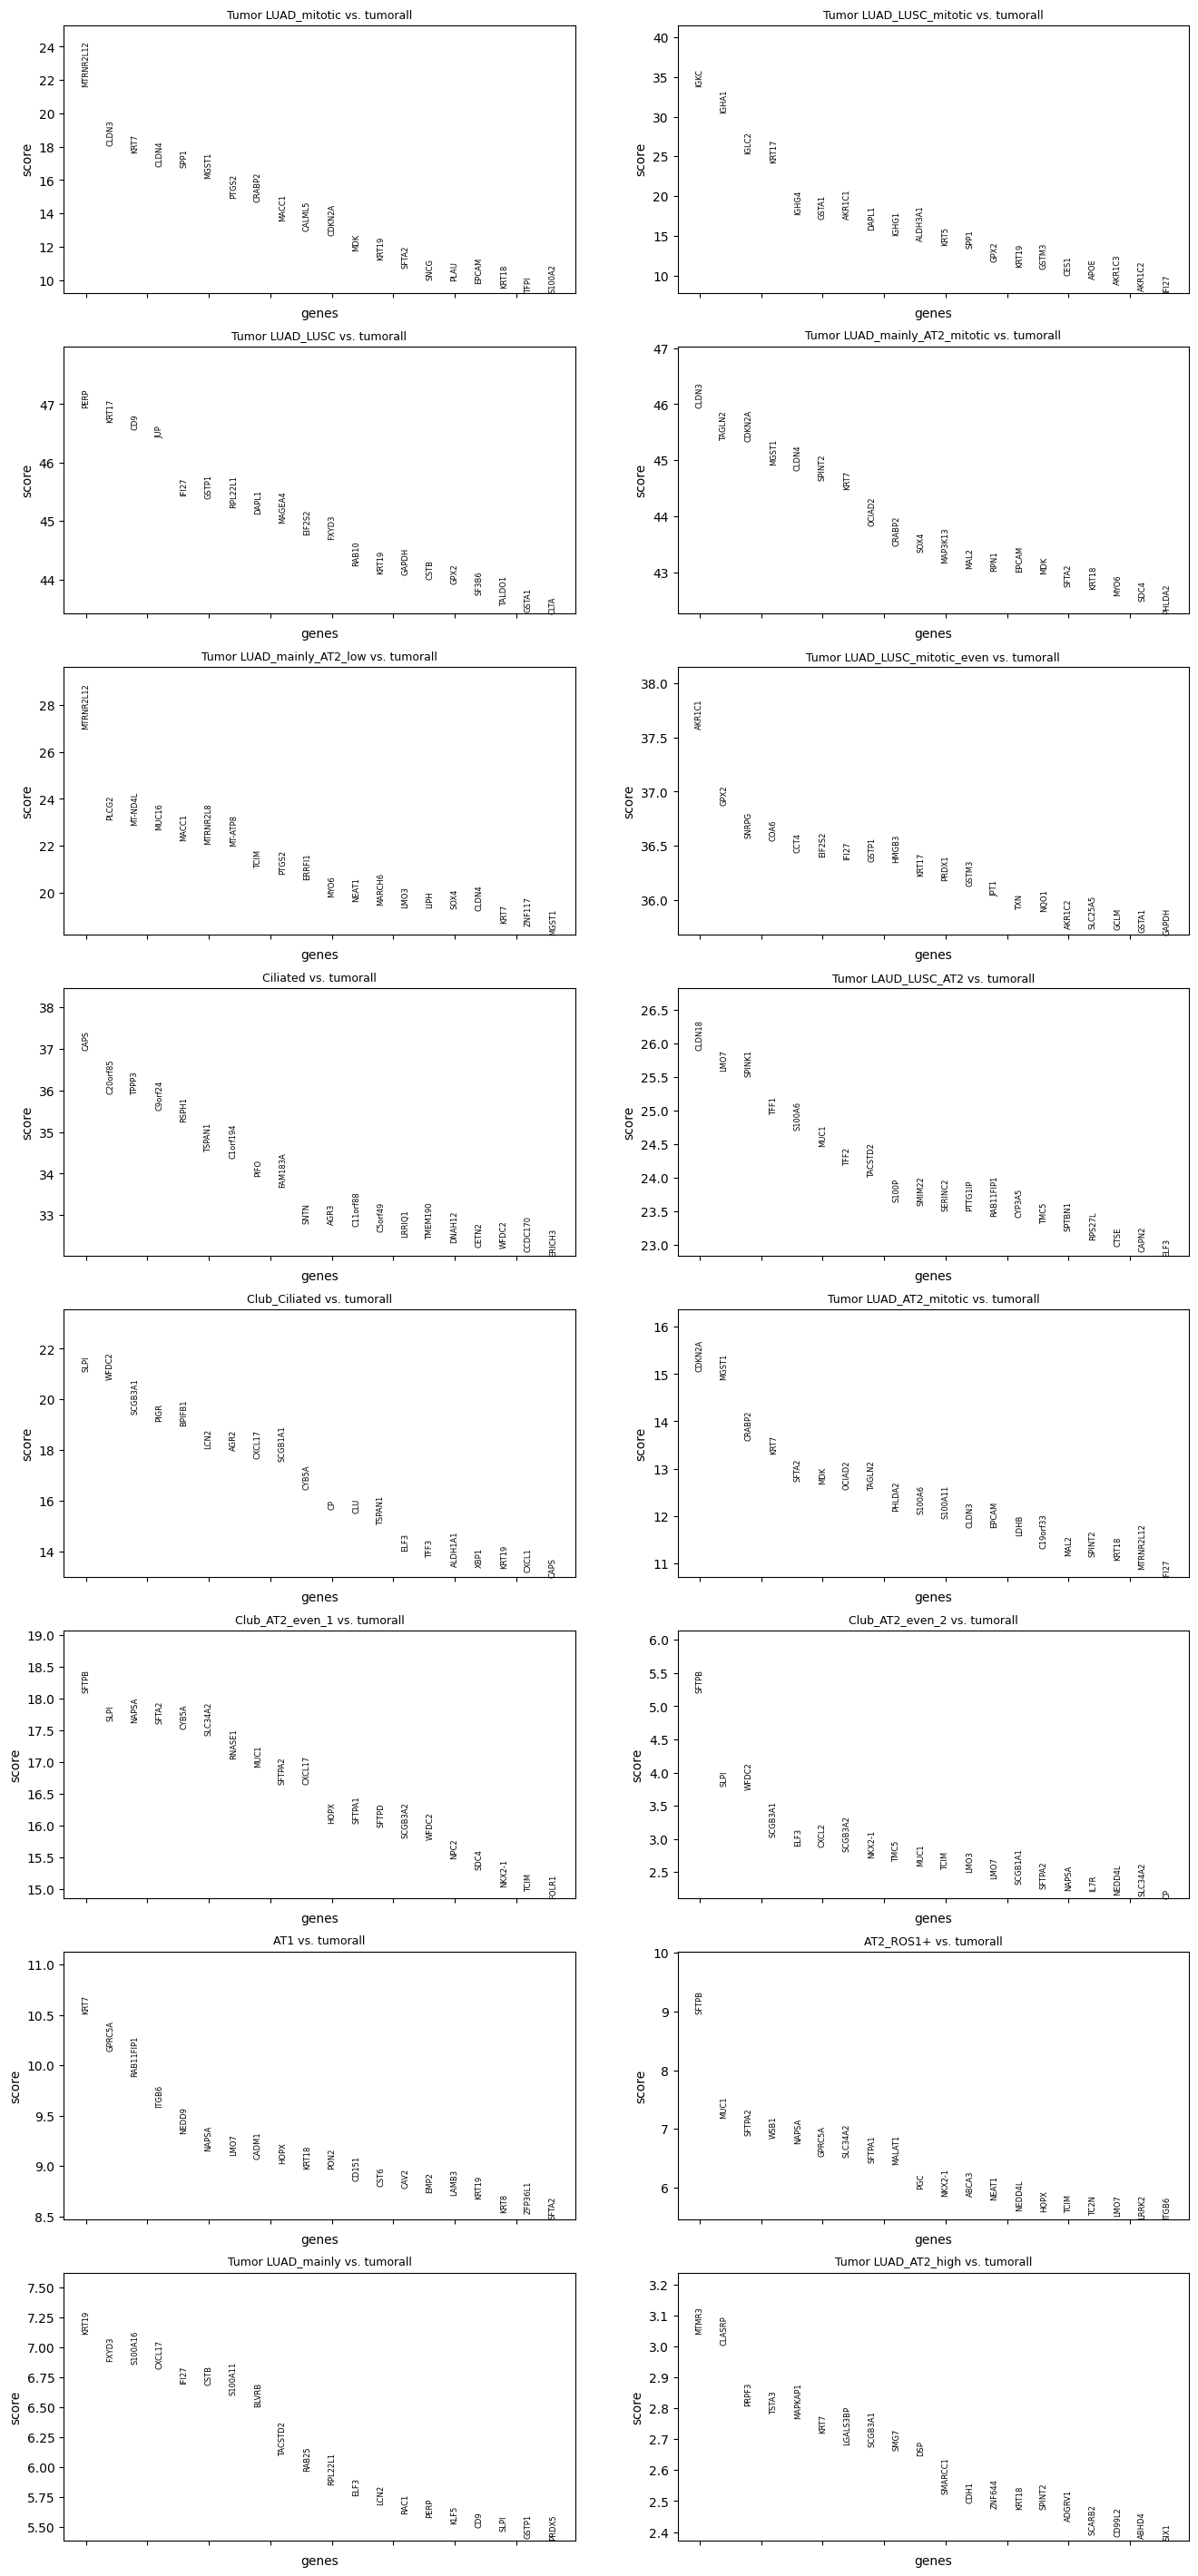 Tumor LUAD_mitotic vs. tumorall
score
24
22
20
18
16
14
12
10
MTRNR2L12
CLDN3
KRT7
CLDN4
SPP1
MGST1
PTGS2
CRABP2
MACC1
CALML5
CDKN2A
MDK
KRT19
SFTA2
SNCG
PLAU
EPCAM
KRT18
TFPI
S100A2
genes
Tumor LUAD_LUSC_mitotic vs. tumorall
score
40
35
30
25
20
15
10
IGKC
IGHA1
IGLC2
KRT17
IGHG4
GSTA1
AKR1C1
DAPL1
IGHG1
ALDH3A1
KRT5
SPP1
GPX2
KRT19
GSTM3
CES1
APOE
AKR1C3
AKR1C2
IFI27
genes
Tumor LUAD_LUSC vs. tumorall
score
47
46
45
44
PERP
KRT17
CD9
JUP
IFI27
GSTP1
RPL22L1
DAPL1
MAGEA4
EIF2S2
FXYD3
RAB10
KRT19
GAPDH
CSTB
GPX2
SF3B6
TALDO1
GSTA1
CLTA
genes
Tumor LUAD_mainly_AT2_mitotic vs. tumorall
score
47
46
45
44
43
CLDN3
TAGLN2
CDKN2A
MGST1
CLDN4
SPINT2
KRT7
OCIAD2
CRABP2
SOX4
MAP3K13
MAL2
RPN1
EPCAM
MDK
SFTA2
KRT18
MYO6
SDC4
PHLDA2
genes
Tumor LUAD_mainly_AT2_low vs. tumorall
score
28
26
24
22
20
MTRNR2L12
PLCG2
MT-ND4L
MUC16
MACC1
MTRNR2L8
MT-ATP8
TCIM
PTGS2
ERRFI1
MYO6
NEAT1
MARCH6
LMO3
LIPH
SOX4
CLDN4
KRT7
ZNF117
MGST1
genes
Tumor LUAD_LUSC_mitotic_even vs. tumorall
score
38.0
37.5
37.0
36.5
36.0
AKR1C1
GPX2
SNRPG
COA6
CCT4
EIF2S2
IFI27
GSTP1
HMGB3
KRT17
PRDX1
GSTM3
JPT1
TXN
NQO1
AKR1C2
SLC25A5
GCLM
GSTA1
GAPDH
genes
Ciliated vs. tumorall
score
38
37
36
35
34
33
CAPS
C20orf85
TPPP3
C9orf24
RSPH1
TSPAN1
C1orf194
PIFO
FAM183A
SNTN
AGR3
C11orf88
C5orf49
LRRIQ1
TMEM190
DNAH12
CETN2
WFDC2
CCDC170
ERICH3
genes
Tumor LAUD_LUSC_AT2 vs. tumorall
score
26.5
26.0
25.5
25.0
24.5
24.0
23.5
23.0
CLDN18
LMO7
SPINK1
TFF1
S100A6
MUC1
TFF2
TACSTD2
S100P
SMIM22
SERINC2
PTTG1IP
RAB11FIP1
CYP3A5
TMC5
SPTBN1
RPS27L
CTSE
CAPN2
ELF3
genes
Club_Ciliated vs. tumorall
score
22
20
18
16
14
SLPI
WFDC2
SCGB3A1
PIGR
BPIFB1
LCN2
AGR2
CXCL17
SCGB1A1
CYB5A
CP
CLU
TSPAN1
ELF3
TFF3
ALDH1A1
XBP1
KRT19
CXCL1
CAPS
genes
Tumor LUAD_AT2_mitotic vs. tumorall
score
16
15
14
13
12
11
CDKN2A
MGST1
CRABP2
KRT7
SFTA2
MDK
OCIAD2
TAGLN2
PHLDA2
S100A6
S100A11
CLDN3
EPCAM
LDHB
C19orf33
MAL2
SPINT2
KRT18
MTRNR2L12
IFI27
genes
Club_AT2_even_1 vs. tumorall
score
19.0
18.5
18.0
17.5
17.0
16.5
16.0
15.5
15.0
SFTPB
SLPI
NAPSA
SFTA2
CYB5A
SLC34A2
RNASE1
MUC1
SFTPA2
CXCL17
HOPX
SFTPA1
SFTPD
SCGB3A2
WFDC2
NPC2
SDC4
NKX2-1
TCIM
FOLR1
genes
Club_AT2_even_2 vs. tumorall
score
6.0
5.5
5.0
4.5
4.0
3.5
3.0
2.5
SFTPB
SLPI
WFDC2
SCGB3A1
ELF3
CXCL2
SCGB3A2
NKX2-1
TMC5
MUC1
TCIM
LMO3
LMO7
SCGB1A1
SFTPA2
NAPSA
IL7R
NEDD4L
SLC34A2
CP
genes
AT1 vs. tumorall
score
11.0
10.5
10.0
9.5
9.0
8.5
KRT7
GPRC5A
RAB11FIP1
ITGB6
NEDD9
NAPSA
LMO7
CADM1
HOPX
KRT18
PON2
CD151
CST6
CAV2
EMP2
LAMB3
KRT19
KRT8
ZFP36L1
SFTA2
genes
AT2_ROS1+ vs. tumorall
score
10
9
8
7
6
SFTPB
MUC1
SFTPA2
WSB1
NAPSA
GPRC5A
SLC34A2
SFTPA1
MALAT1
PGC
NKX2-1
ABCA3
NEAT1
NEDD4L
HOPX
TCIM
TC2N
LMO7
LRRK2
ITGB6
genes
Tumor LUAD_mainly vs. tumorall
score
7.50
7.25
7.00
6.75
6.50
6.25
6.00
5.75
5.50
KRT19
FXYD3
S100A16
CXCL17
IFI27
CSTB
S100A11
BLVRB
TACSTD2
RAB25
RPL22L1
ELF3
LCN2
RAC1
PERP
KLF5
CD9
SLPI
GSTP1
PRDX5
genes
Tumor LUAD_AT2_high vs. tumorall
score
3.2
3.1
3.0
2.9
2.8
2.7
2.6
2.5
2.4
MTMR3
CLASRP
PRPF3
TSTA3
MAPKAP1
KRT7
LGALS3BP
SCGB3A1
SMG7
DSP
SMARCC1
CDH1
ZNF644
KRT18
SPINT2
ADGRV1
SCARB2
CD99L2
ABHD4
SIX1
genes